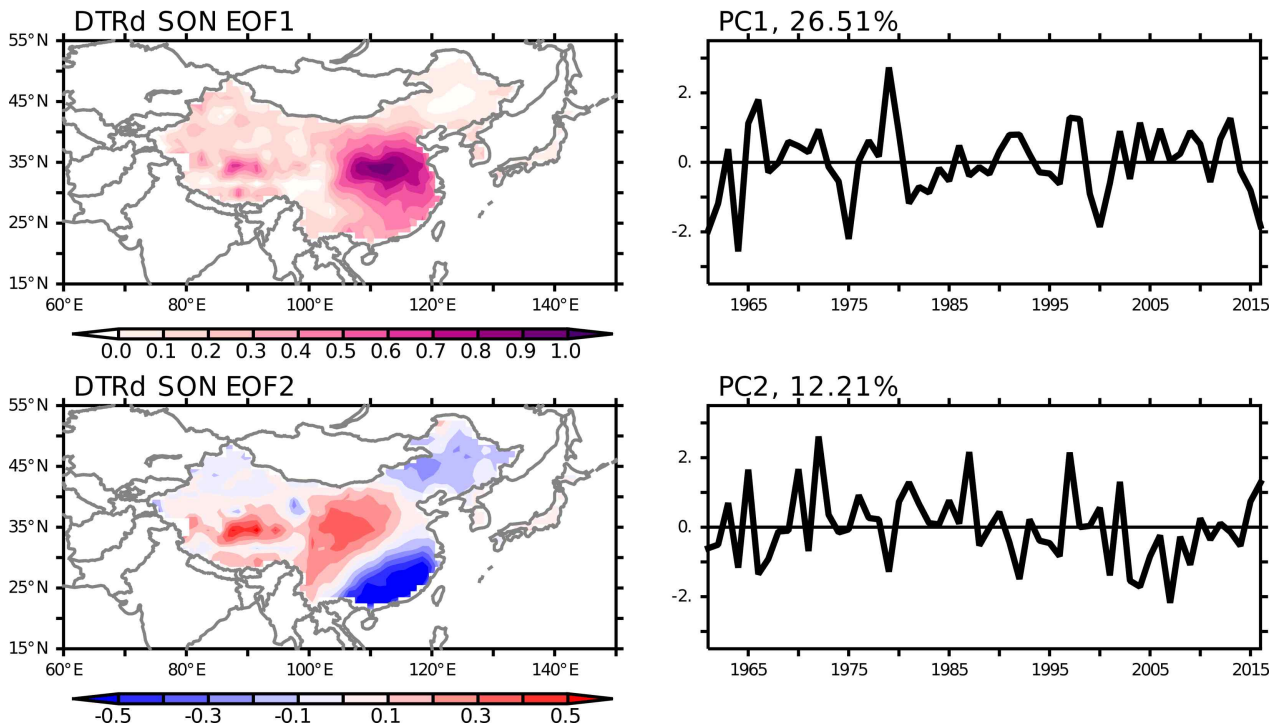 DTRd SON EOF1
55°N
45°N
35°N
25°N
15°N
60°E 80°E 100°E 120°E 140°E
0.0 0.1 0.2 0.3 0.4 0.5 0.6 0.7 0.8 0.9 1.0
PC1, 26.51%
2.
0.
-2.
1965 1975 1985 1995 2005 2015
DTRd SON EOF2
55°N
45°N
35°N
25°N
15°N
60°E 80°E 100°E 120°E 140°E
-0.5 -0.3 -0.1 0.1 0.3 0.5
PC2, 12.21%
2.
0.
-2.
1965 1975 1985 1995 2005 2015